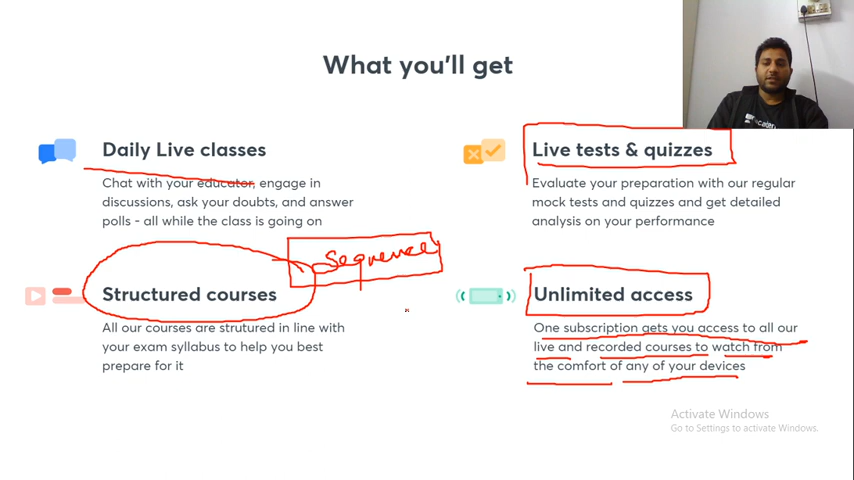 What you'll get
Daily Live classes
Chat with your educator, engage in
discussions, ask your doubts, and answer
polls - all while the class is going on
Live tests & quizzes
Evaluate your preparation with our regular
mock tests and quizzes and get detailed
analysis on your performance
Sequence
Structured courses
All our courses are strutured in line with
your exam syllabus to help you best
prepare for it
Unlimited access
One subscription gets you access to all our
live and recorded courses to watch from
the comfort of any of your devices
Activate Windows
Go to Settings to activate Windows.